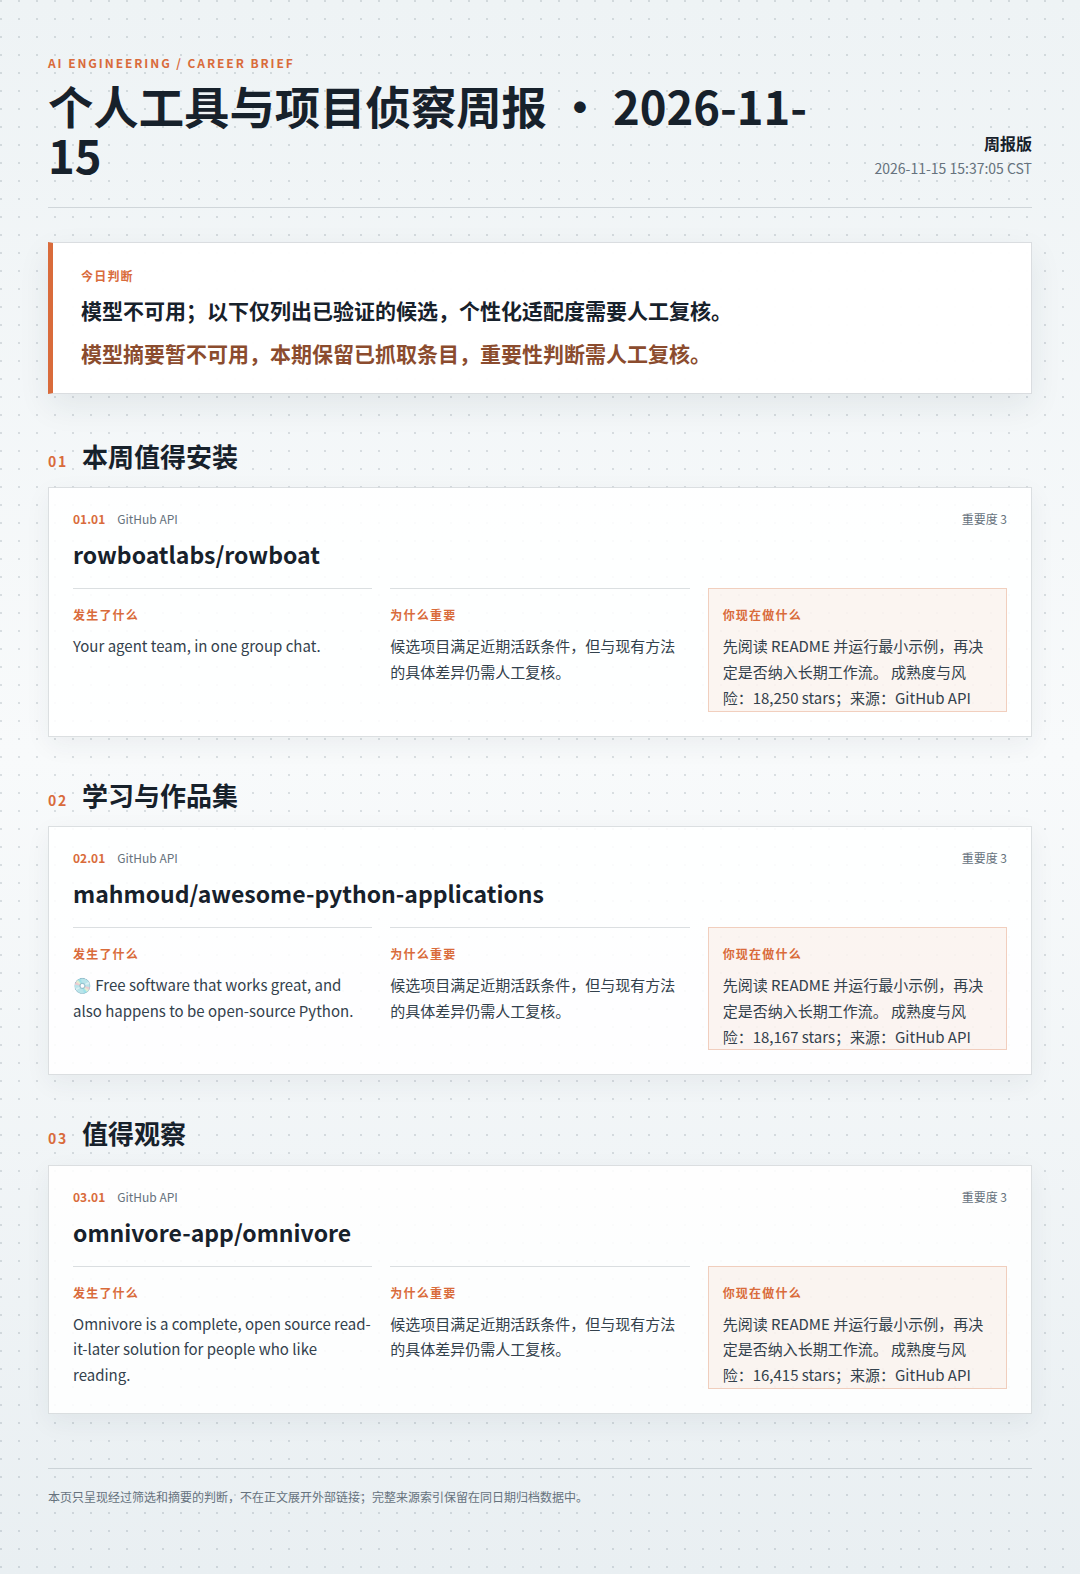 AI ENGINEERING / CAREER BRIEF
个人工具与项目侦察周报 · 2026-11-
15
周报版
2026-11-15 15:37:05 CST
今日判断
模型不可用；以下仅列出已验证的候选，个性化适配度需要人工复核。
模型摘要暂不可用，本期保留已抓取条目，重要性判断需人工复核。
01 本周值得安装
01.01 GitHub API 重要度 3
rowboatlabs/rowboat
发生了什么
Your agent team, in one group chat.
为什么重要
候选项目满足近期活跃条件，但与现有方法
的具体差异仍需人工复核。
你现在做什么
先阅读 README 并运行最小示例，再决
定是否纳入长期工作流。 成熟度与风
险：18,250 stars；来源：GitHub API
02 学习与作品集
02.01 GitHub API 重要度 3
mahmoud/awesome-python-applications
发生了什么
💿 Free software that works great, and
also happens to be open-source Python.
为什么重要
候选项目满足近期活跃条件，但与现有方法
的具体差异仍需人工复核。
你现在做什么
先阅读 README 并运行最小示例，再决
定是否纳入长期工作流。 成熟度与风
险：18,167 stars；来源：GitHub API
03 值得观察
03.01 GitHub API 重要度 3
omnivore-app/omnivore
发生了什么
Omnivore is a complete, open source read-
it-later solution for people who like
reading.
为什么重要
候选项目满足近期活跃条件，但与现有方法
的具体差异仍需人工复核。
你现在做什么
先阅读 README 并运行最小示例，再决
定是否纳入长期工作流。 成熟度与风
险：16,415 stars；来源：GitHub API
本页只呈现经过筛选和摘要的判断，不在正文展开外部链接；完整来源索引保留在同日期归档数据中。